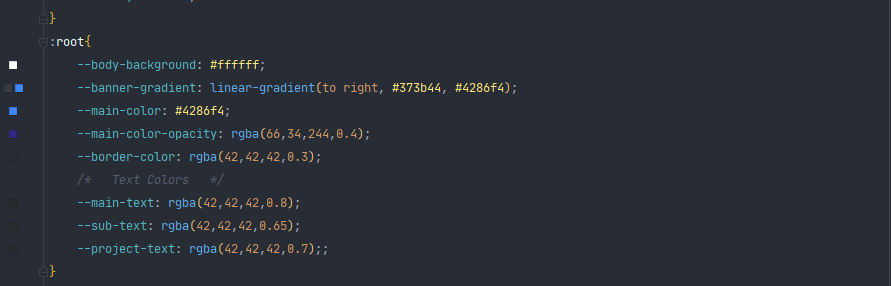 }
:root{
--body-background: #ffffff;
--banner-gradient: linear-gradient(to right, #373b44, #4286f4);
--main-color: #4286f4;
--main-color-opacity: rgba(66,34,244,0.4);
--border-color: rgba(42,42,42,0.3);
/*  Text Colors  */
--main-text: rgba(42,42,42,0.8);
--sub-text: rgba(42,42,42,0.65);
--project-text: rgba(42,42,42,0.7);;
}